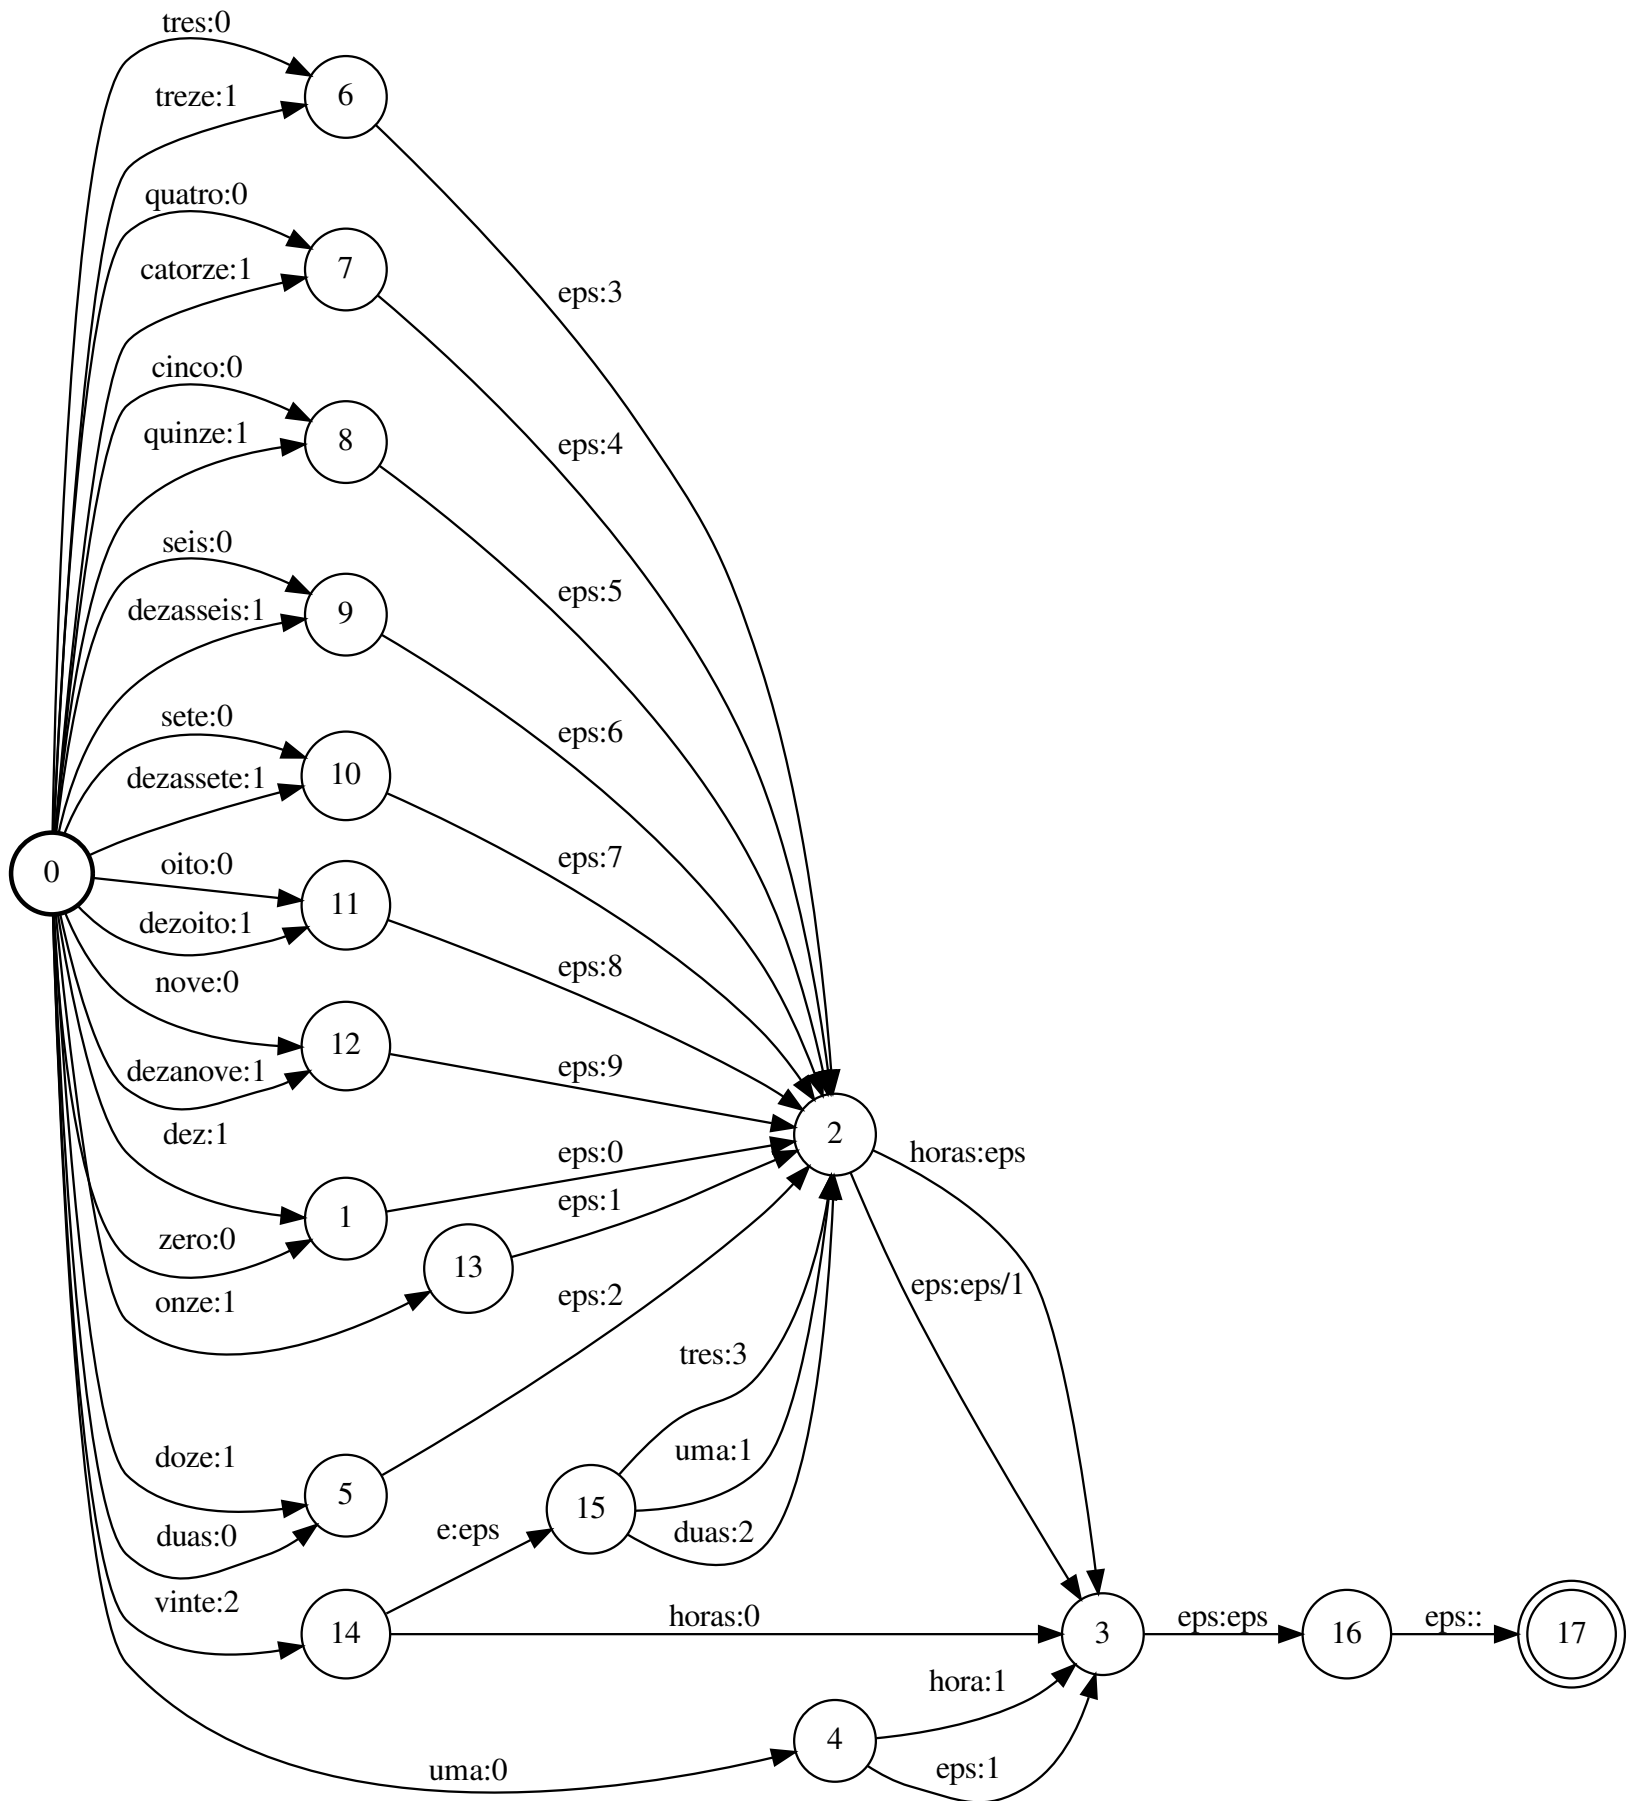 tres:0
6
treze:1
quatro:0
7
catorze:1
eps:3
cinco:0
8
quinze:1
eps:4
seis:0
9
dezasseis:1
eps:5
sete:0
10
dezassete:1
eps:6
0
oito:0
11
dezoito:1
eps:7
nove:0
12
dezanove:1
eps:8
eps:9
dez:1
2
horas:eps
eps:0
1
zero:0
eps:1
13
onze:1
eps:2
eps:eps/1
tres:3
doze:1
5
uma:1
15
duas:0
e:eps
duas:2
vinte:2
14
horas:0
3
eps:eps
16
eps::
17
hora:1
4
uma:0
eps:1